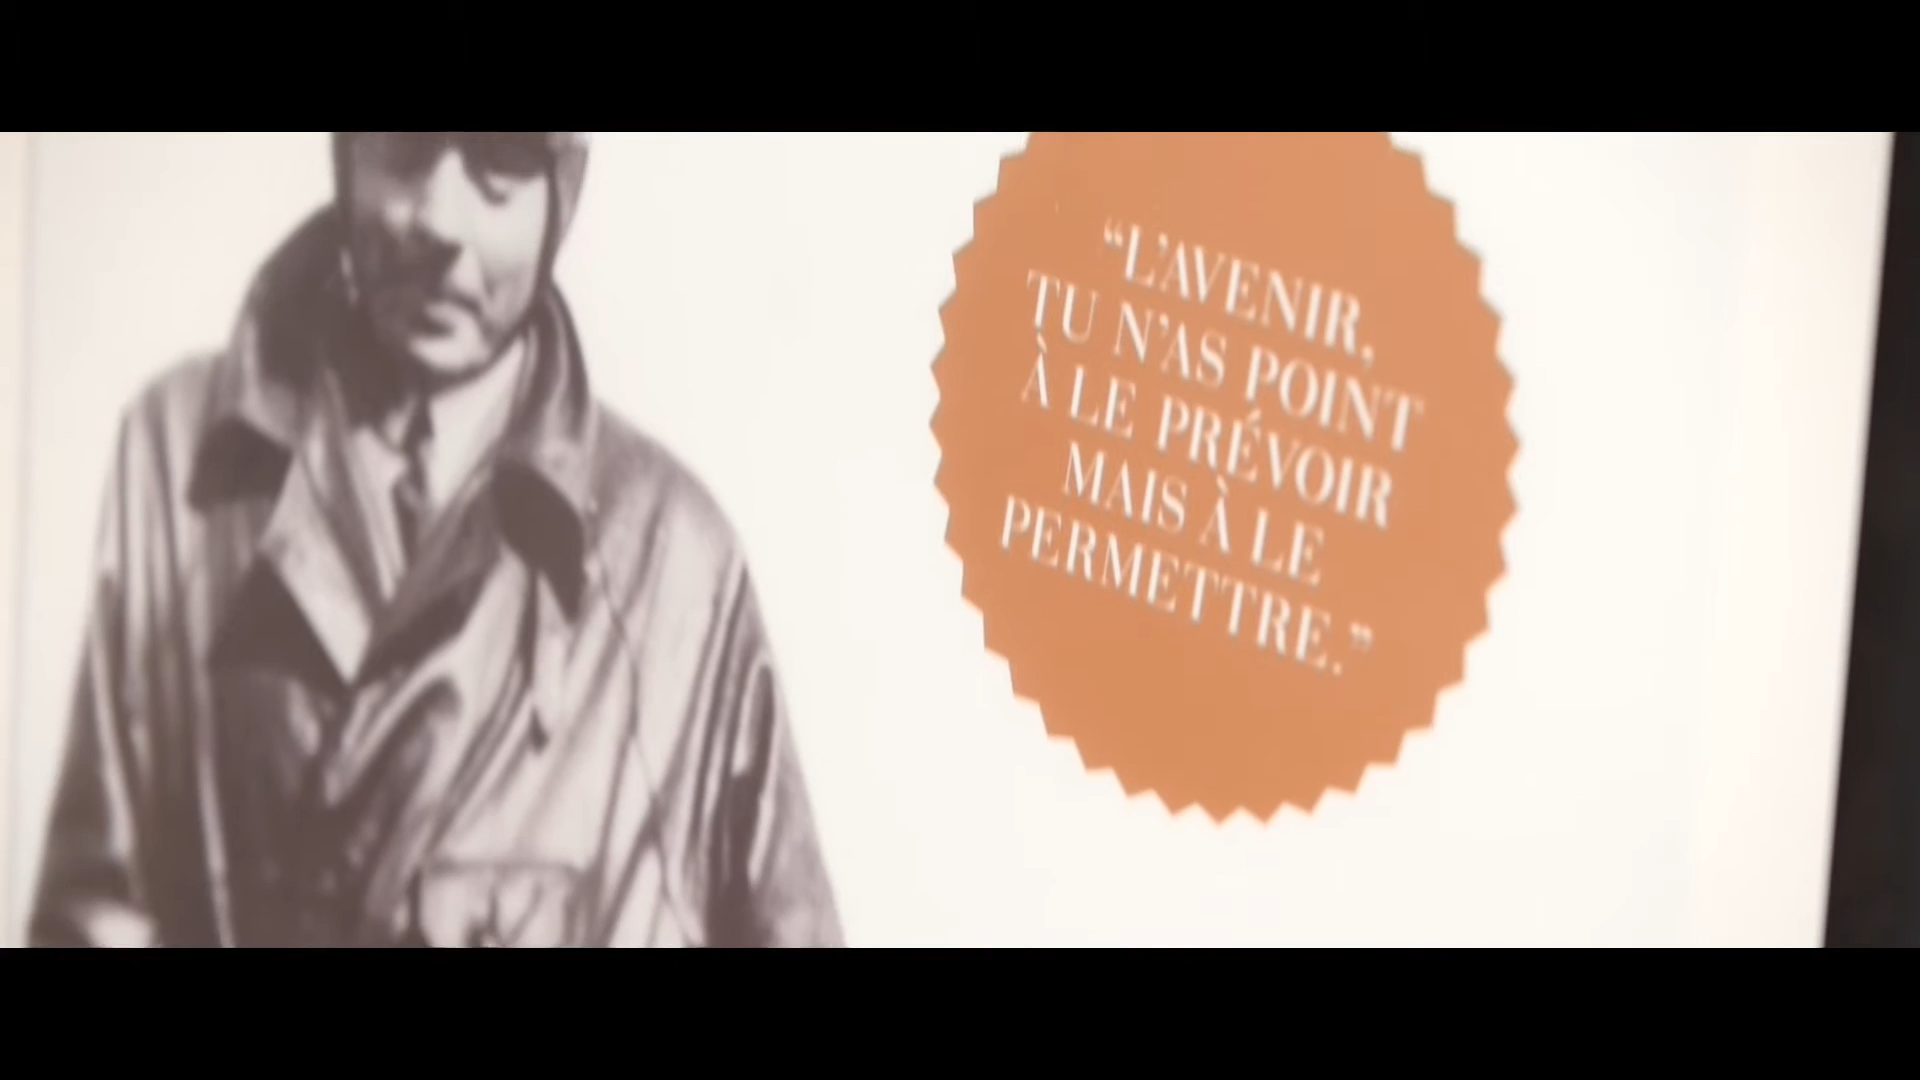 “L’AVENIR,
TU N’AS POINT
À LE PRÉVOIR
MAIS À LE
PERMETTRE.”